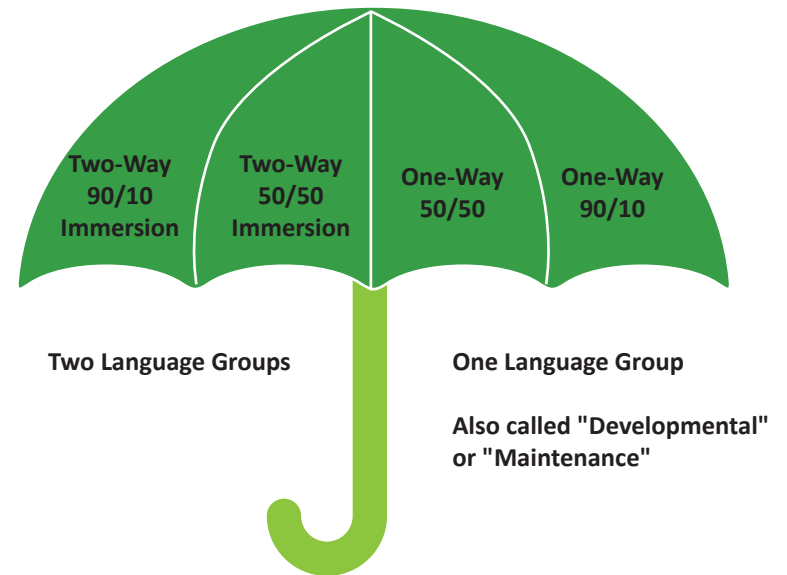 Two-Way
90/10
Immersion
Two-Way
50/50
Immersion
One-Way
50/50
One-Way
90/10
Two Language Groups
One Language Group
Also called "Developmental"
or "Maintenance"